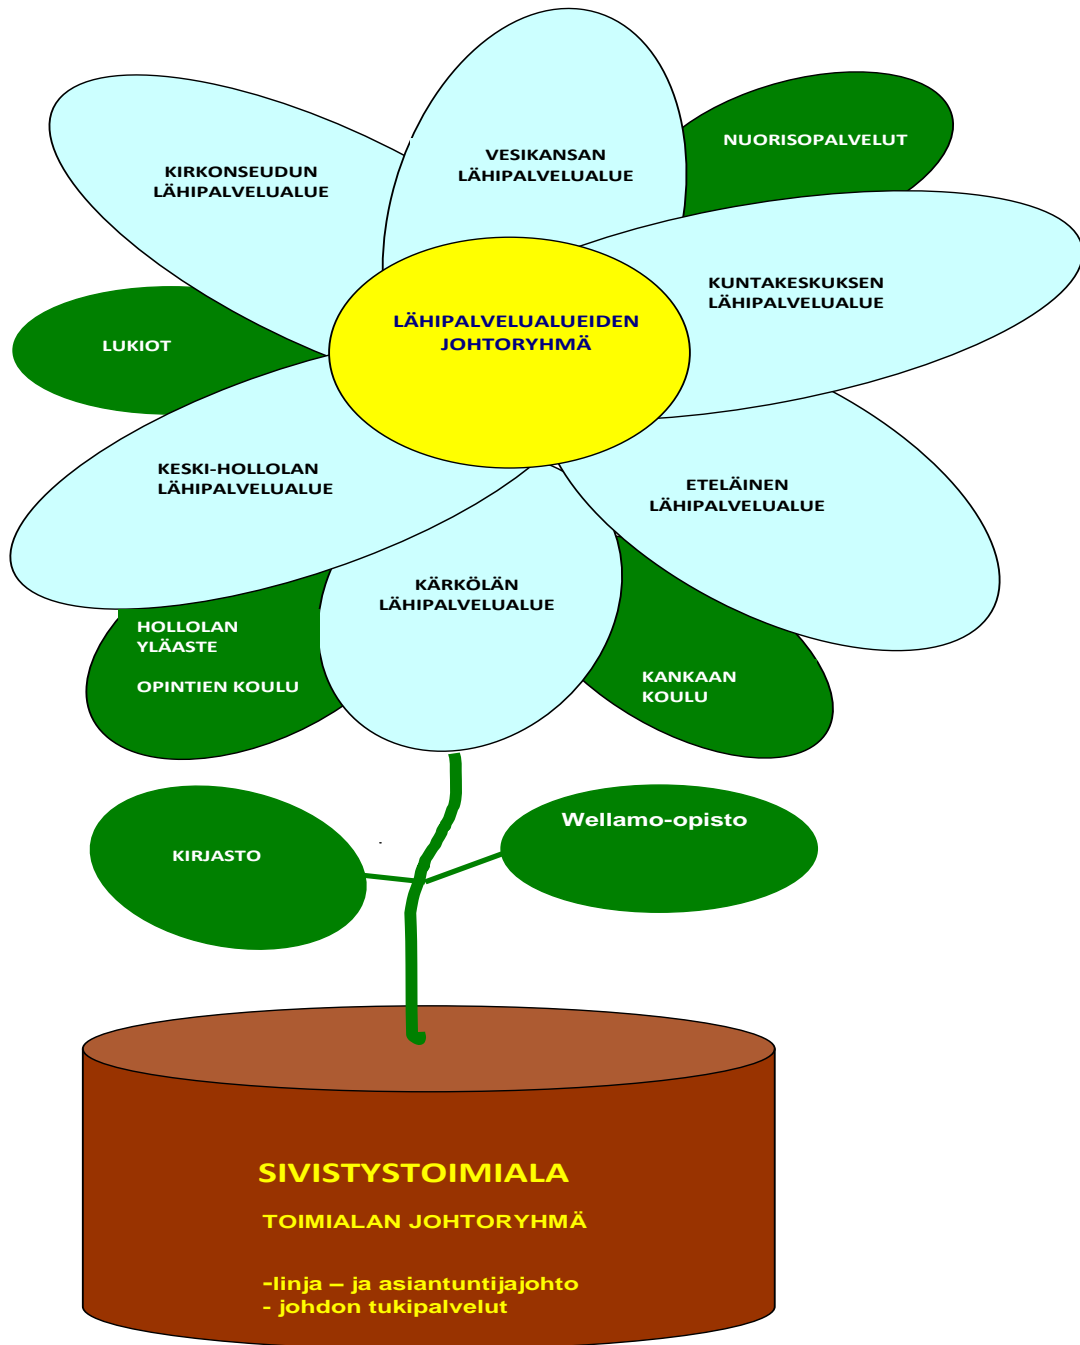 NUORISOPALVELUT
VESIKANSAN
LÄHIPALVELUALUE
KIRKONSEUDUN
LÄHIPALVELUALUE
KUNTAKESKUKSEN
LÄHIPALVELUALUE
LÄHIPALVELUALUEIDEN
JOHTORYHMÄ
LUKIOT
KESKI-HOLLOLAN
LÄHIPALVELUALUE
ETELÄINEN
LÄHIPALVELUALUE
KÄRKÖLÄN
LÄHIPALVELUALUE
HOLLOLAN
YLÄASTE
OPINTIEN KOULU
KANKAAN
KOULU
Wellamo-opisto
KIRJASTO
SIVISTYSTOIMIALA
TOIMIALAN JOHTORYHMÄ
-linja – ja asiantuntijajohto
- johdon tukipalvelut